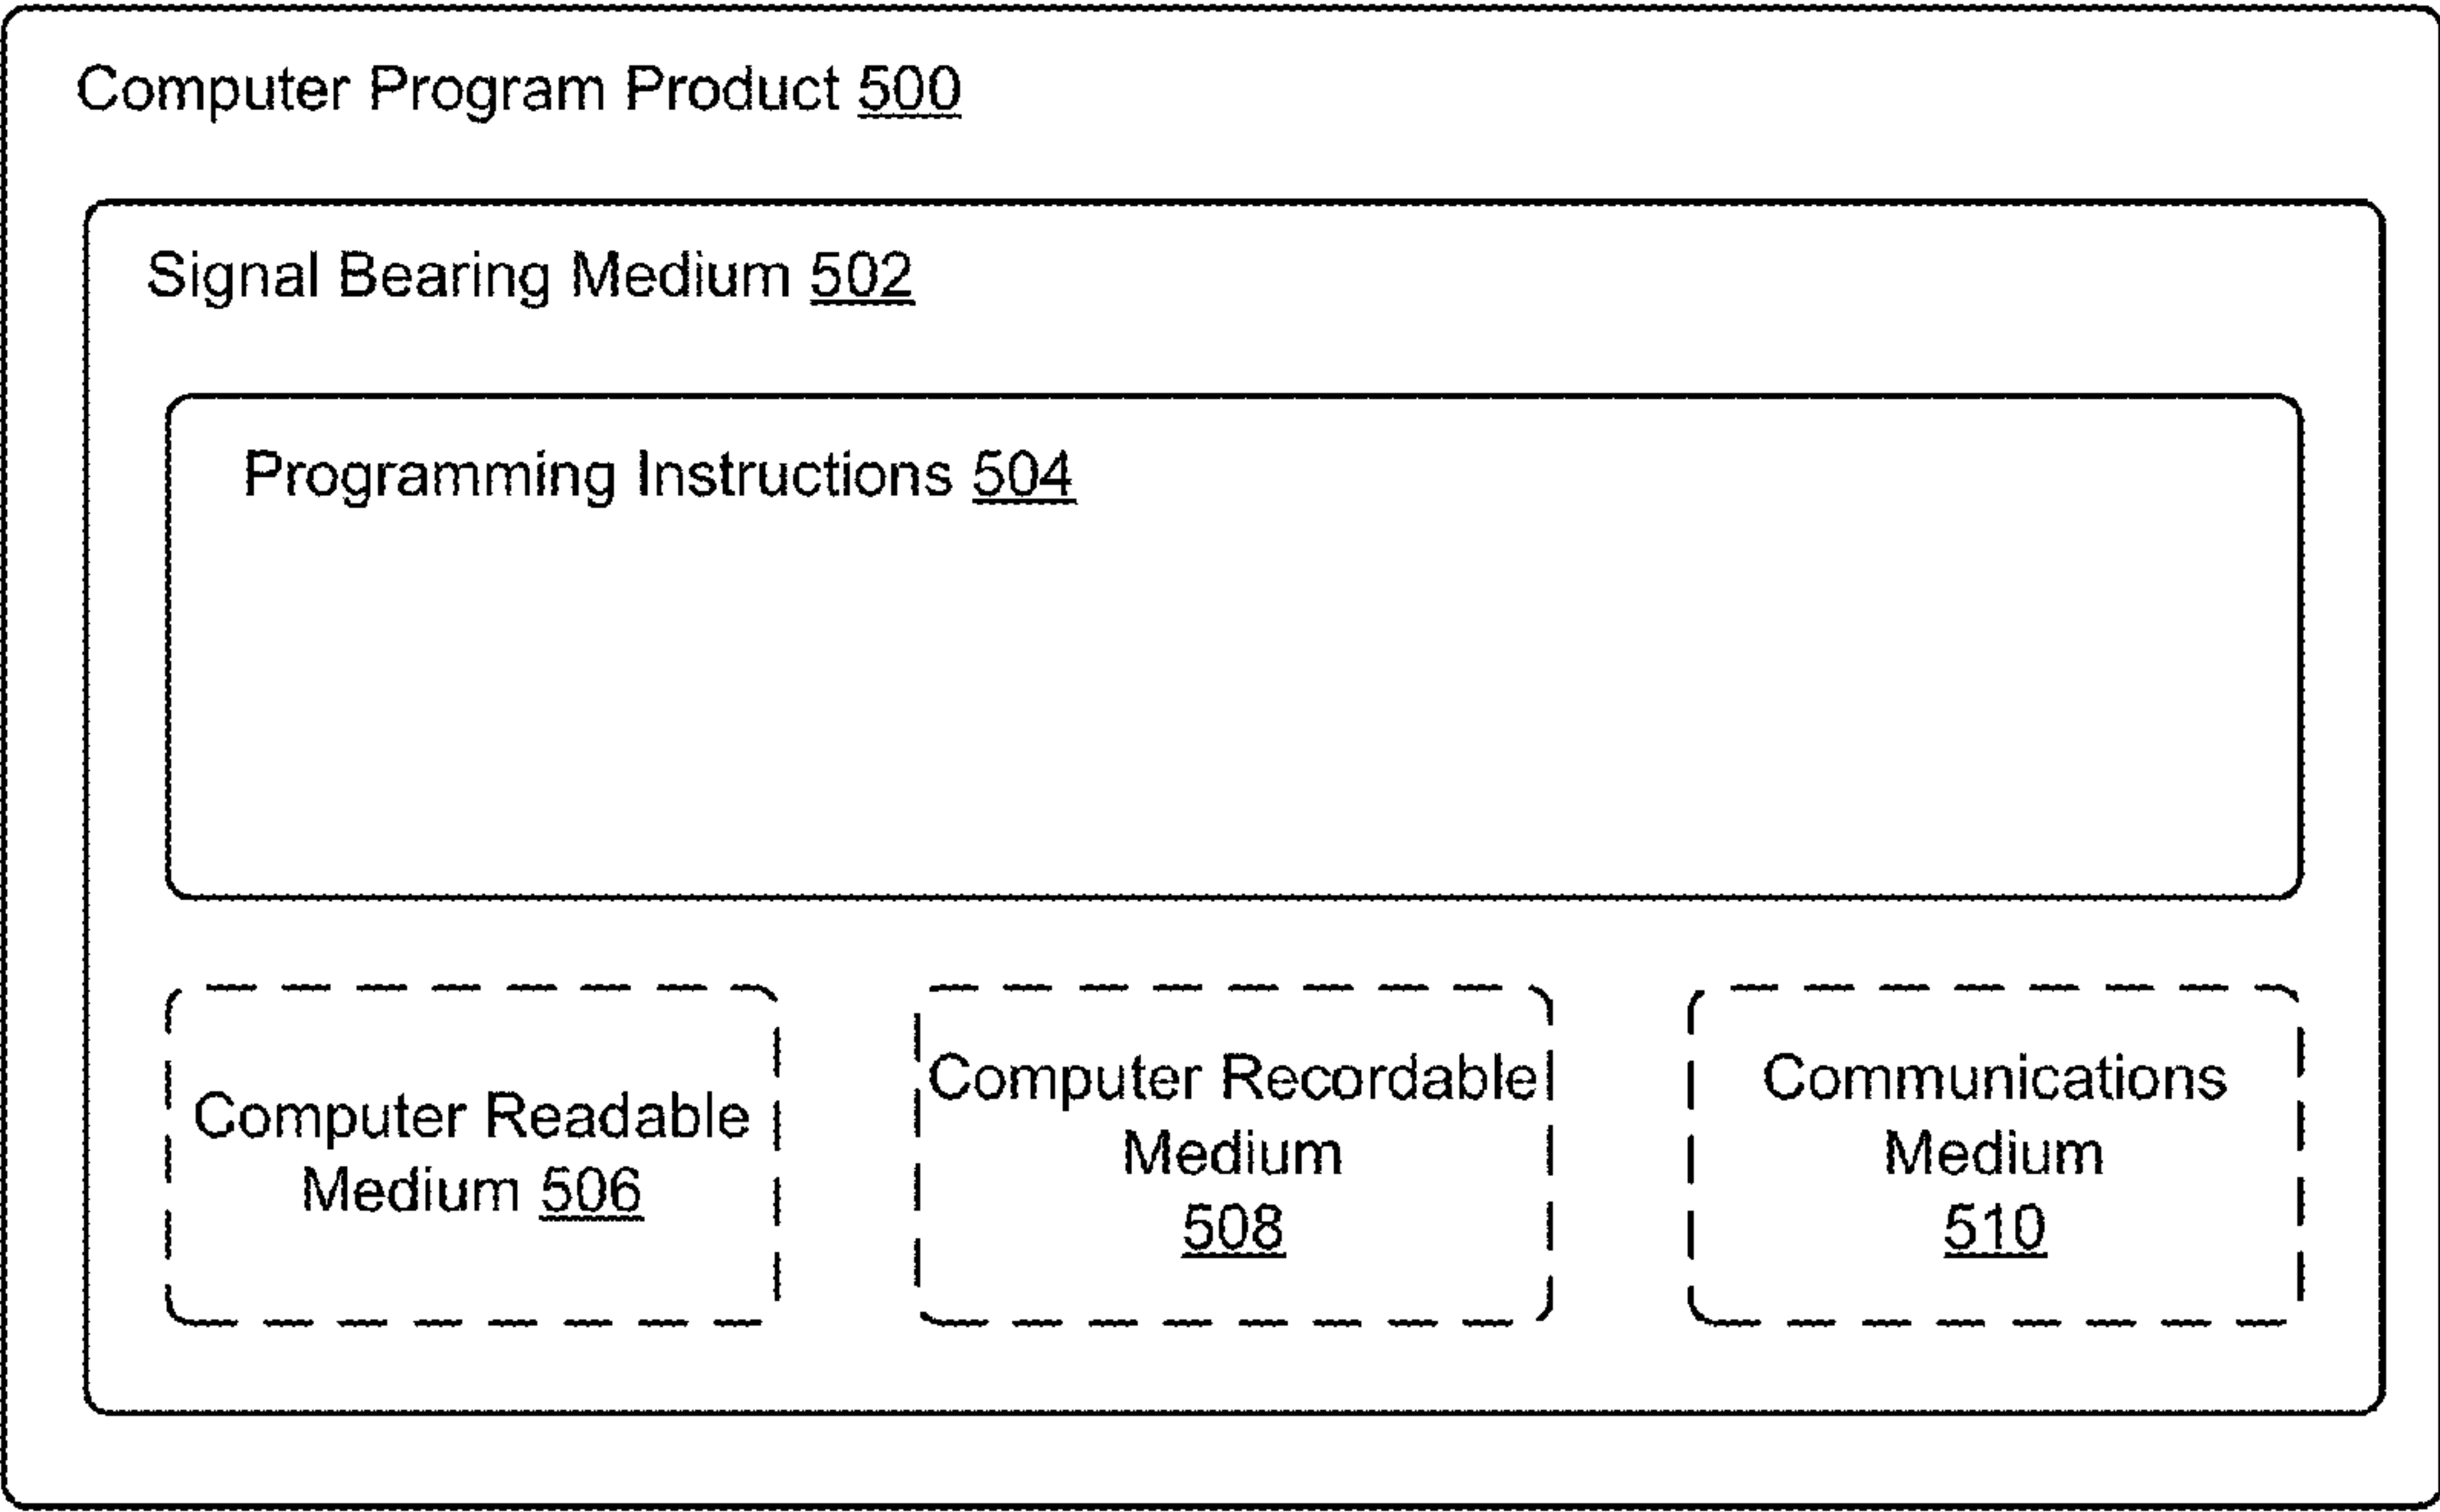 Computer Program Product 500
Signal Bearing Medium 502
Programming Instructions 504
Computer Readable
Medium 506
Computer Recordable
Medium
508
Communications
Medium
510